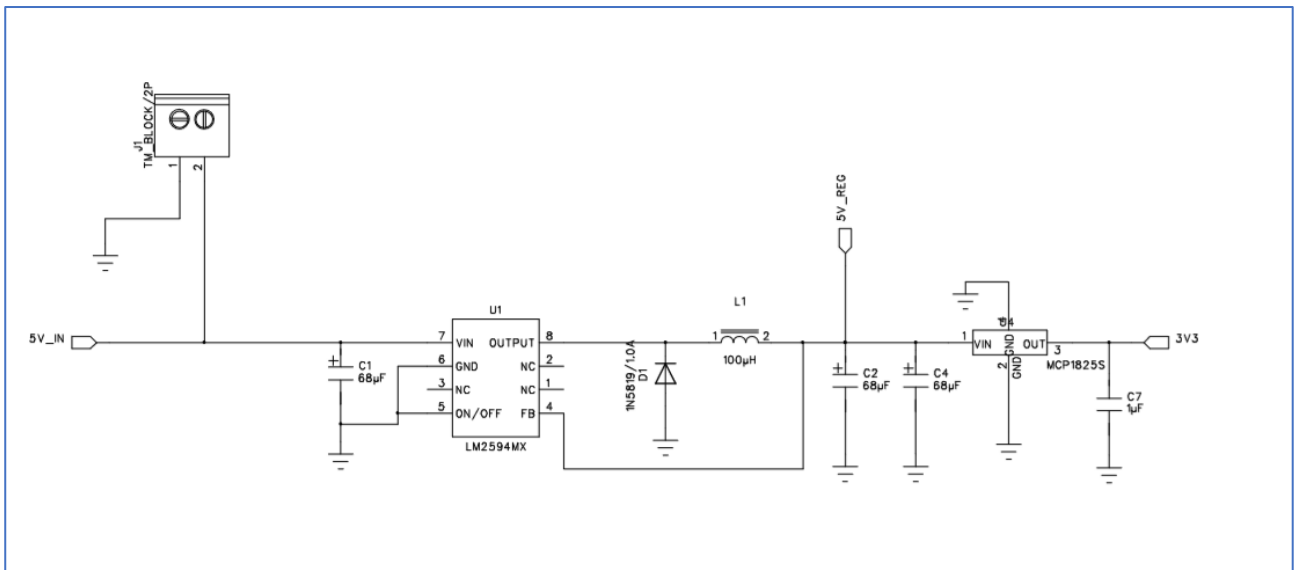 TM_BLOCK/2P
J1
1
2
5V_REG
L1
U1
5V_IN
7
VIN
OUTPUT
8
1
2
1
VIN
GND
OUT
3
3V3
6
GND
NC
2
C1
68µF
100µH
C2
68µF
C4
68µF
MCP1825S
2
GND
3
NC
NC
1
1N5819/1.0A
D1
5
ON/OFF
FB
4
C7
1µF
LM2594MX